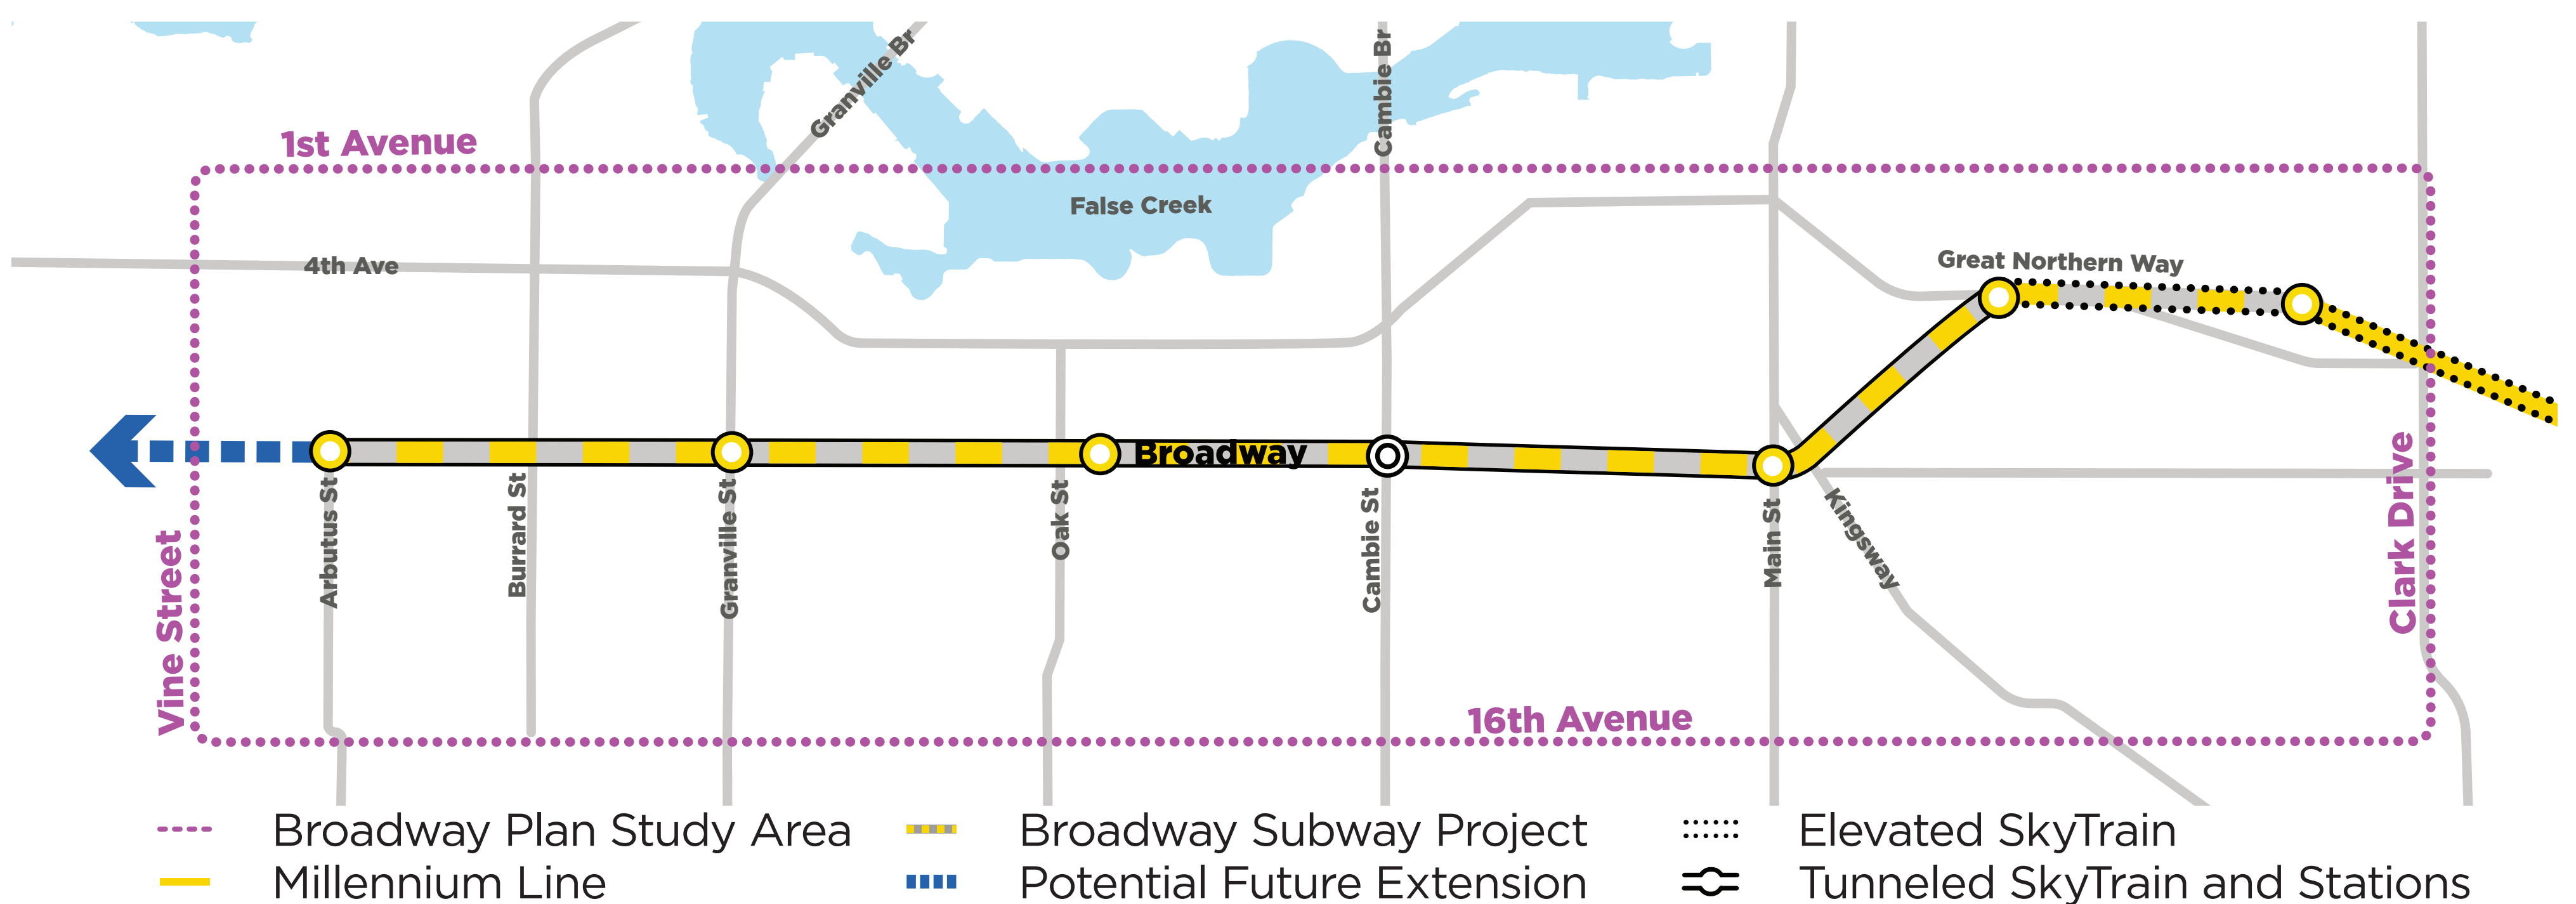 Granville Br
Cambie Br
1st Avenue
False Creek
4th Ave
Great Northern Way
Broadway
Vine Street
Arbutus St
Burrard St
Granville St
Oak St
Cambie St
Main St
Kingsway
Clark Drive
16th Avenue
Broadway Plan Study Area
Broadway Subway Project
Elevated SkyTrain
Millennium Line
Potential Future Extension
Tunneled SkyTrain and Stations